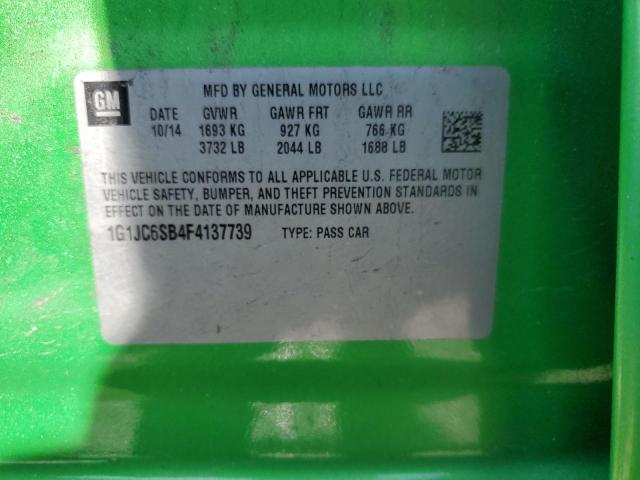 GM
MFD BY GENERAL MOTORS LLC
DATE GVWR GAWR FRT GAWR RR
10/14 1693 KG 927 KG 766 KG
3732 LB 2044 LB 1688 LB
THIS VEHICLE CONFORMS TO ALL APPLICABLE U.S. FEDERAL MOTOR
VEHICLE SAFETY, BUMPER, AND THEFT PREVENTION STANDARDS IN
EFFECT ON THE DATE OF MANUFACTURE SHOWN ABOVE.
1G1JC6SB4F4137739 TYPE: PASS CAR